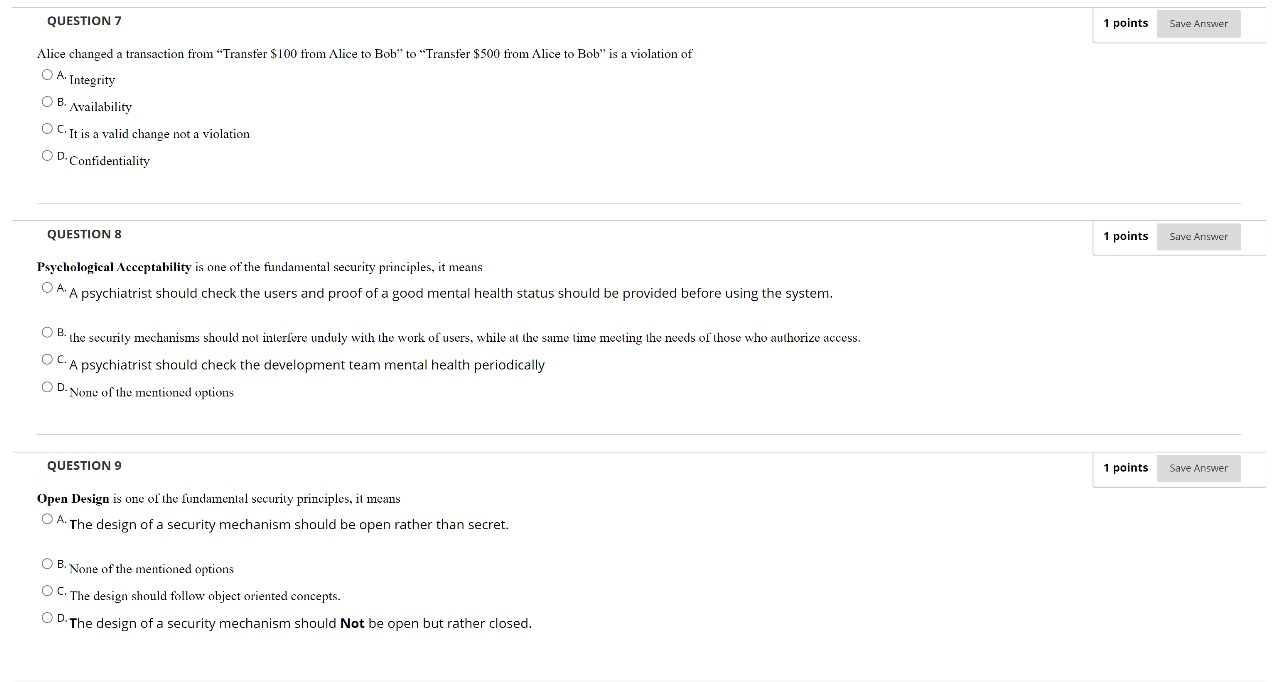 QUESTION 7
1 points
Save Answer
Alice changed a transaction from “Transfer $100 from Alice to Bob” to “Transfer $500 from Alice to Bob” is a violation of
A. Integrity
B. Availability
C. It is a valid change not a violation
D. Confidentiality
QUESTION 8
1 points
Save Answer
Psychological Acceptability is one of the fundamental security principles, it means
A. A psychiatrist should check the users and proof of a good mental health status should be provided before using the system.
B. the security mechanisms should not interfere unduly with the work of users, while at the same time meeting the needs of those who authorize access.
C. A psychiatrist should check the development team mental health periodically
D. None of the mentioned options
QUESTION 9
1 points
Save Answer
Open Design is one of the fundamental security principles, it means
A. The design of a security mechanism should be open rather than secret.
B. None of the mentioned options
C. The design should follow object oriented concepts.
D. The design of a security mechanism should Not be open but rather closed.